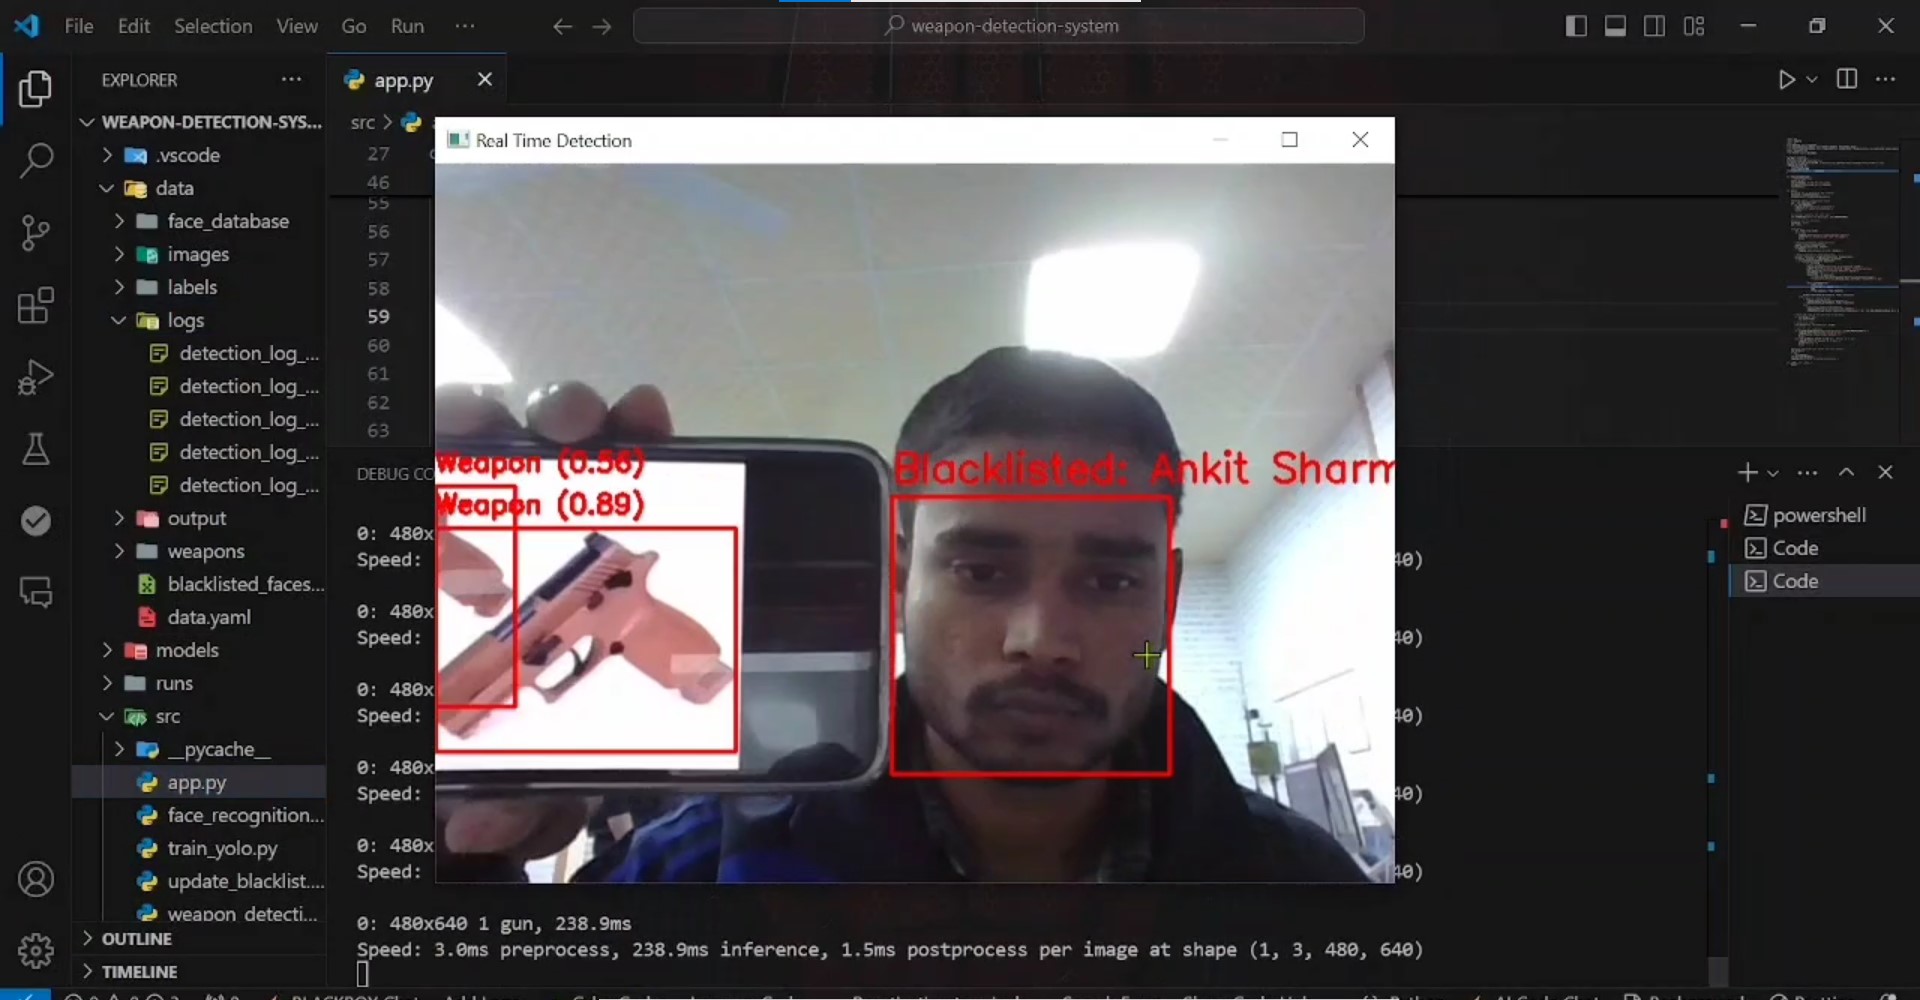 File Edit Selection View Go Run ··· weapon-detection-system
EXPLORER ···
WEAPON-DETECTION-SYS...
.vscode
data
face_database
images
labels
logs
detection_log_...
detection_log_...
detection_log_...
detection_log_...
detection_log_...
output
weapons
blacklisted_faces...
data.yaml
models
runs
src
__pycache__
app.py
face_recognition...
train_yolo.py
update_blacklist....
weapon_detecti...
OUTLINE
TIMELINE
app.py
src >
27
46
55
56
57
58
59
60
61
62
63
Real Time Detection
Weapon (0.56)
Weapon (0.89)
Blacklisted: Ankit Sharm
DEBUG CO
0: 480x
Speed: 40)
0: 480x
Speed: 40)
0: 480x
Speed: 40)
0: 480x
Speed: 40)
0: 480x
Speed: 40)
0: 480x640 1 gun, 238.9ms
Speed: 3.0ms preprocess, 238.9ms inference, 1.5ms postprocess per image at shape (1, 3, 480, 640)
powershell
Code
Code